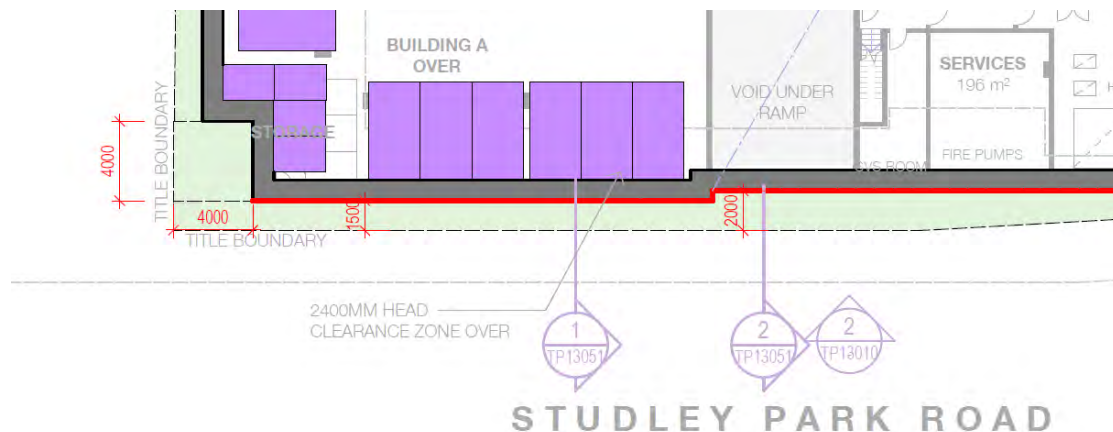 BUILDING A
OVER
SERVICES
196 m²
VOID UNDER
RAMP
H
STORAGE
TITLE BOUNDARY
4000
FIRE PUMPS
SVS ROOM
4000
1500
2000
TITLE BOUNDARY
2400MM HEAD
CLEARANCE ZONE OVER
1
TP13051
2
TP13051
2
TP13010
STUDLEY PARK ROAD